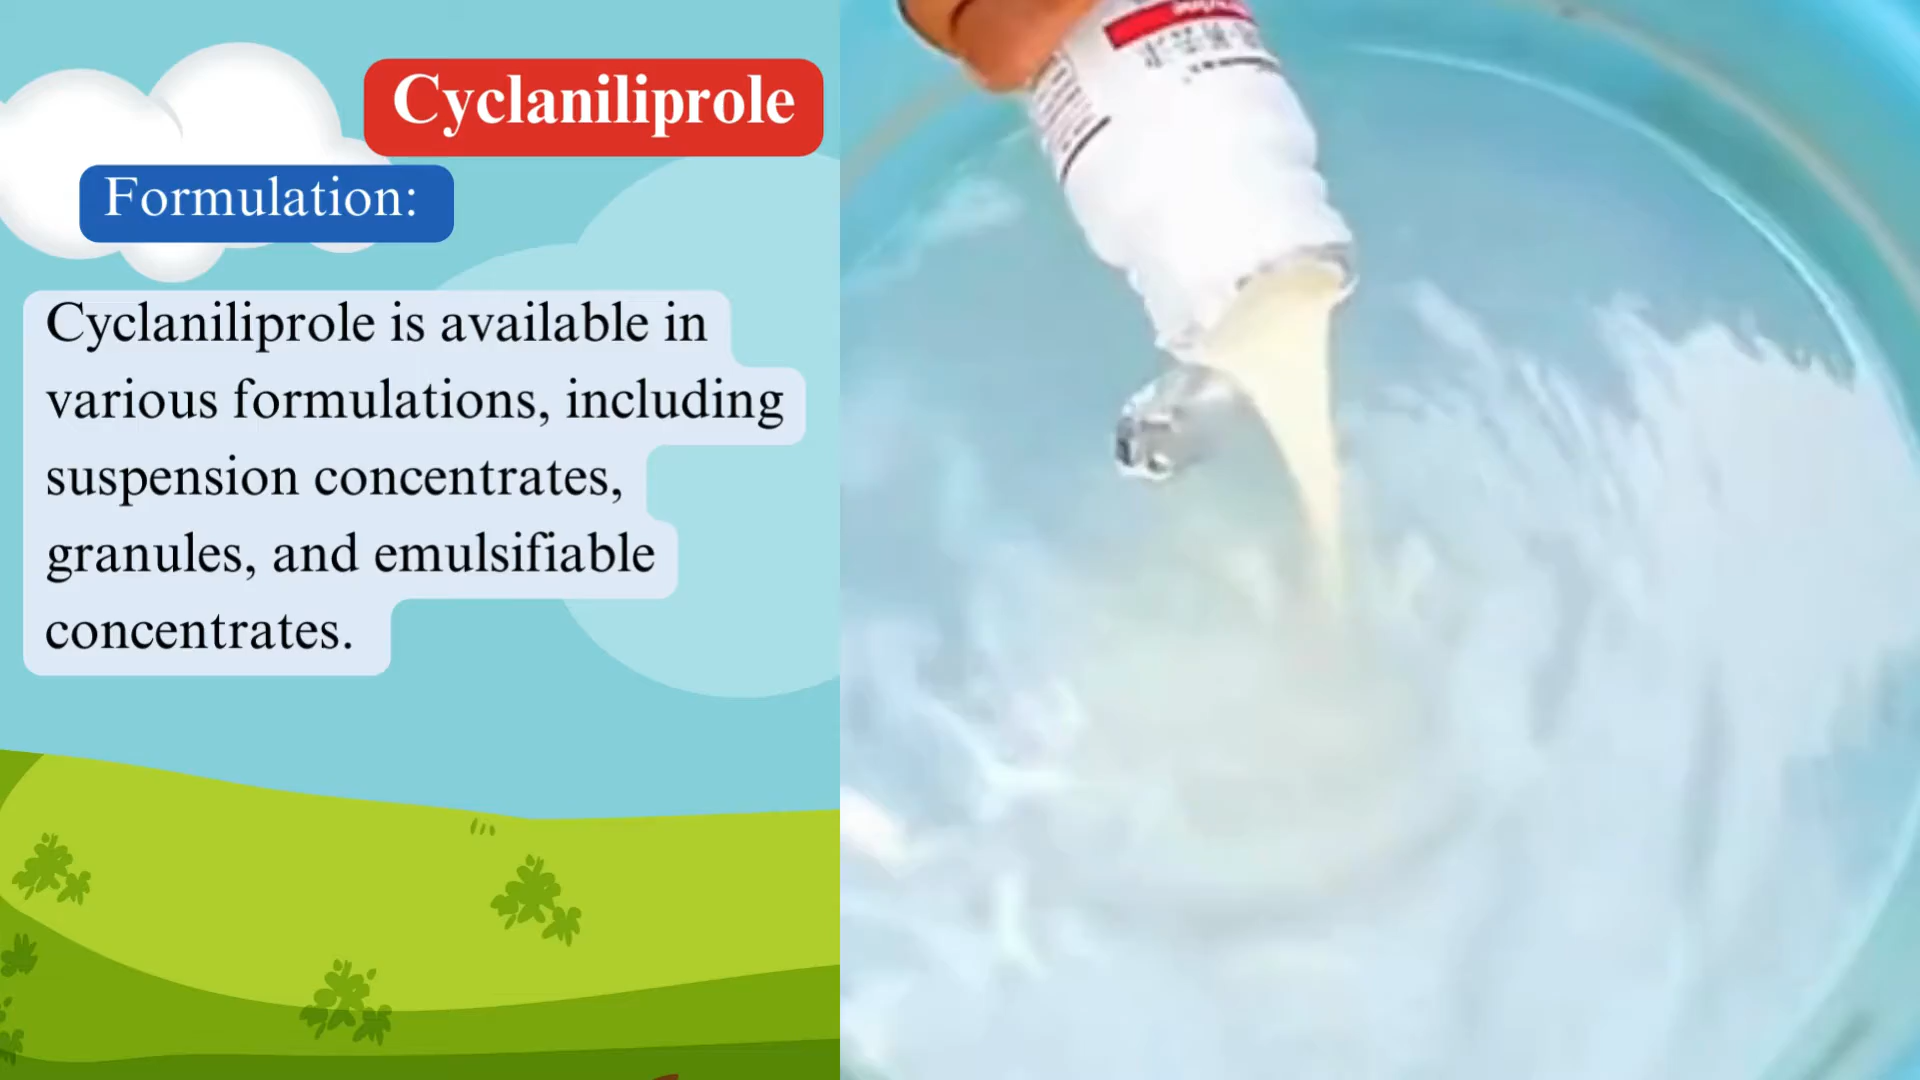 Cyclaniliprole
Formulation:
Cyclaniliprole is available in
various formulations, including
suspension concentrates,
granules, and emulsifiable
concentrates.